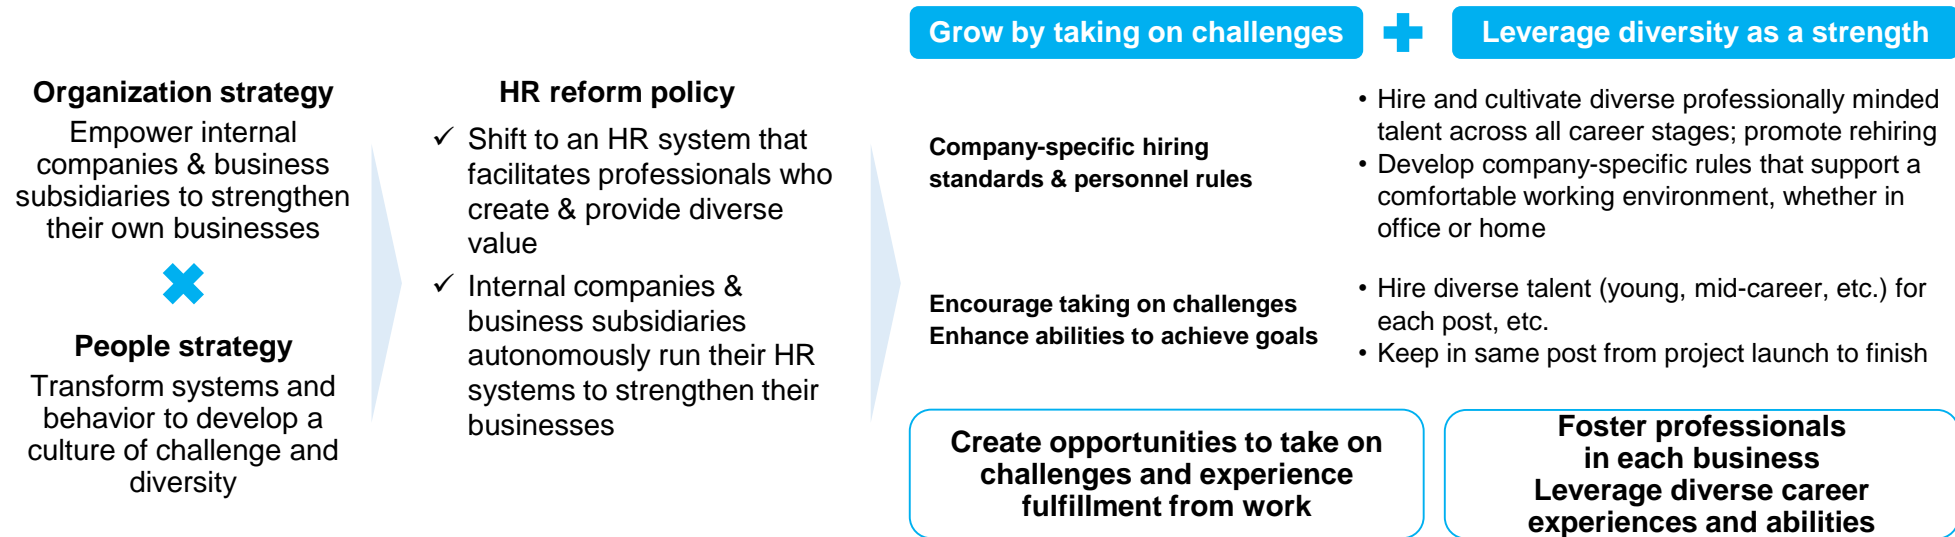 Organization strategy
Empower internal
companies & business
subsidiaries to strengthen
their own businesses
People strategy
Transform systems and
behavior to develop a
culture of challenge and
diversity
HR reform policy
✓ Shift to an HR system that
facilitates professionals who
create & provide diverse
value
✓ Internal companies &
business subsidiaries
autonomously run their HR
systems to strengthen their
businesses
Grow by taking on challenges
Leverage diversity as a strength
Company-specific hiring
standards & personnel rules
• Hire and cultivate diverse professionally minded
talent across all career stages; promote rehiring
• Develop company-specific rules that support a
comfortable working environment, whether in
office or home
Encourage taking on challenges
Enhance abilities to achieve goals
• Hire diverse talent (young, mid-career, etc.) for
each post, etc.
• Keep in same post from project launch to finish
Create opportunities to take on
challenges and experience
fulfillment from work
Foster professionals
in each business
Leverage diverse career
experiences and abilities